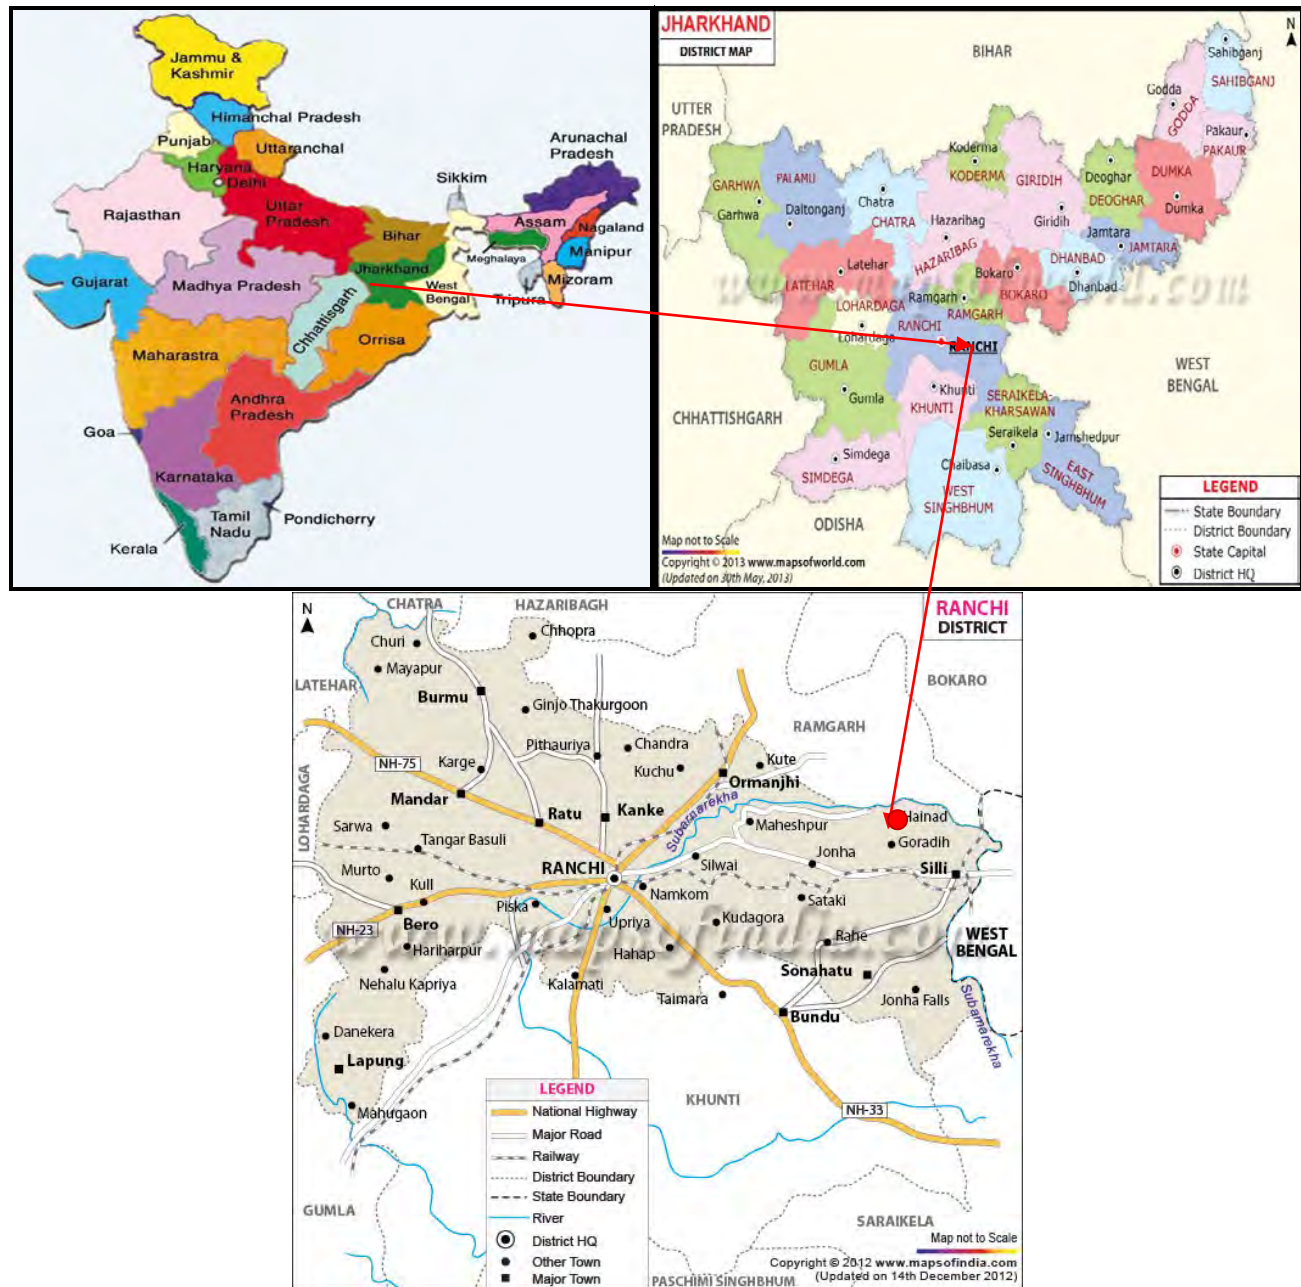 Jammu &
Kashmir
Himanchal Pradesh
Punjab
Uttaranchal
Haryana
Delhi
Rajasthan
Uttar
Pradesh
Bihar
Sikkim
Arunachal
Pradesh
Assam
Nagaland
Meghalaya
Manipur
Mizoram
Tripura
Jharkhand
West
Bengal
Gujarat
Madhya Pradesh
Chhattisgarh
Orrisa
Maharastra
Andhra
Pradesh
Goa
Karnataka
Tamil
Nadu
Pondicherry
Kerala
JHARKHAND
DISTRICT MAP
N
BIHAR
UTTER
PRADESH
Sahibganj
SAHIBGANJ
Godda
GODDA
Pakaur
PAKAUR
Koderma
KODERMA
GIRIDIH
Giridih
Deoghar
DEOGHAR
DUMKA
Dumka
GARHWA
Garhwa
PALAMU
Daltonganj
Chatra
CHATRA
Hazaribag
HAZARIBAG
Jamtara
JAMTARA
DHANBAD
Dhanbad
Latehar
LATEHAR
Bokaro
BOKARO
LOHARDAGA
Lohardaga
Ramgarh
RAMGARH
RANCHI
RANCHI
www.mapsofworld.com
GUMLA
Gumla
Khunti
KHUNTI
SERAIKELA-
KHARSAWAN
Seraikela
Jamshedpur
EAST
SINGHBHUM
WEST
BENGAL
CHHATTISHGARH
Simdega
SIMDEGA
Chaibasa
WEST
SINGHBHUM
ODISHA
LEGEND
State Boundary
District Boundary
State Capital
District HQ
Map not to Scale
Copyright © 2013 www.mapsofworld.com
(Updated on 30th May, 2013)
N
CHATRA
HAZARIBAGH
RANCHI
DISTRICT
Churi
Chhopra
Mayapur
LATEHAR
BOKARO
Burmu
Ginjo Thakurgoon
RAMGARH
Pithauriya
Chandra
NH-75
Karge
Kuchu
Kute
Ormanjhi
Mandar
LOHARDAGA
Ratu
Kanke
Subarnarekha
Hainad
Sarwa
Maheshpur
Tangar Basuli
Goradih
RANCHI
Silwai
Jonha
Silli
Murto
Kull
Namkom
Sataki
Piska
Bero
Upriya
Kudagora
NH-23
www.mapsofindia.com
Rahe
WEST
BENGAL
Hariharpur
Hahap
Sonahatu
Nehalu Kapriya
Kalamati
Taimara
Jonha Falls
Bundu
Subarnarekha
Danekera
Lapung
Mahugaon
KHUNTI
NH-33
LEGEND
National Highway
Major Road
Railway
District Boundary
State Boundary
River
District HQ
Other Town
Major Town
GUMLA
SARAIKELA
Map not to Scale
Copyright © 2012 www.mapsofindia.com
(Updated on 14th December 2012)
PASCHIMI SINGHBHUM